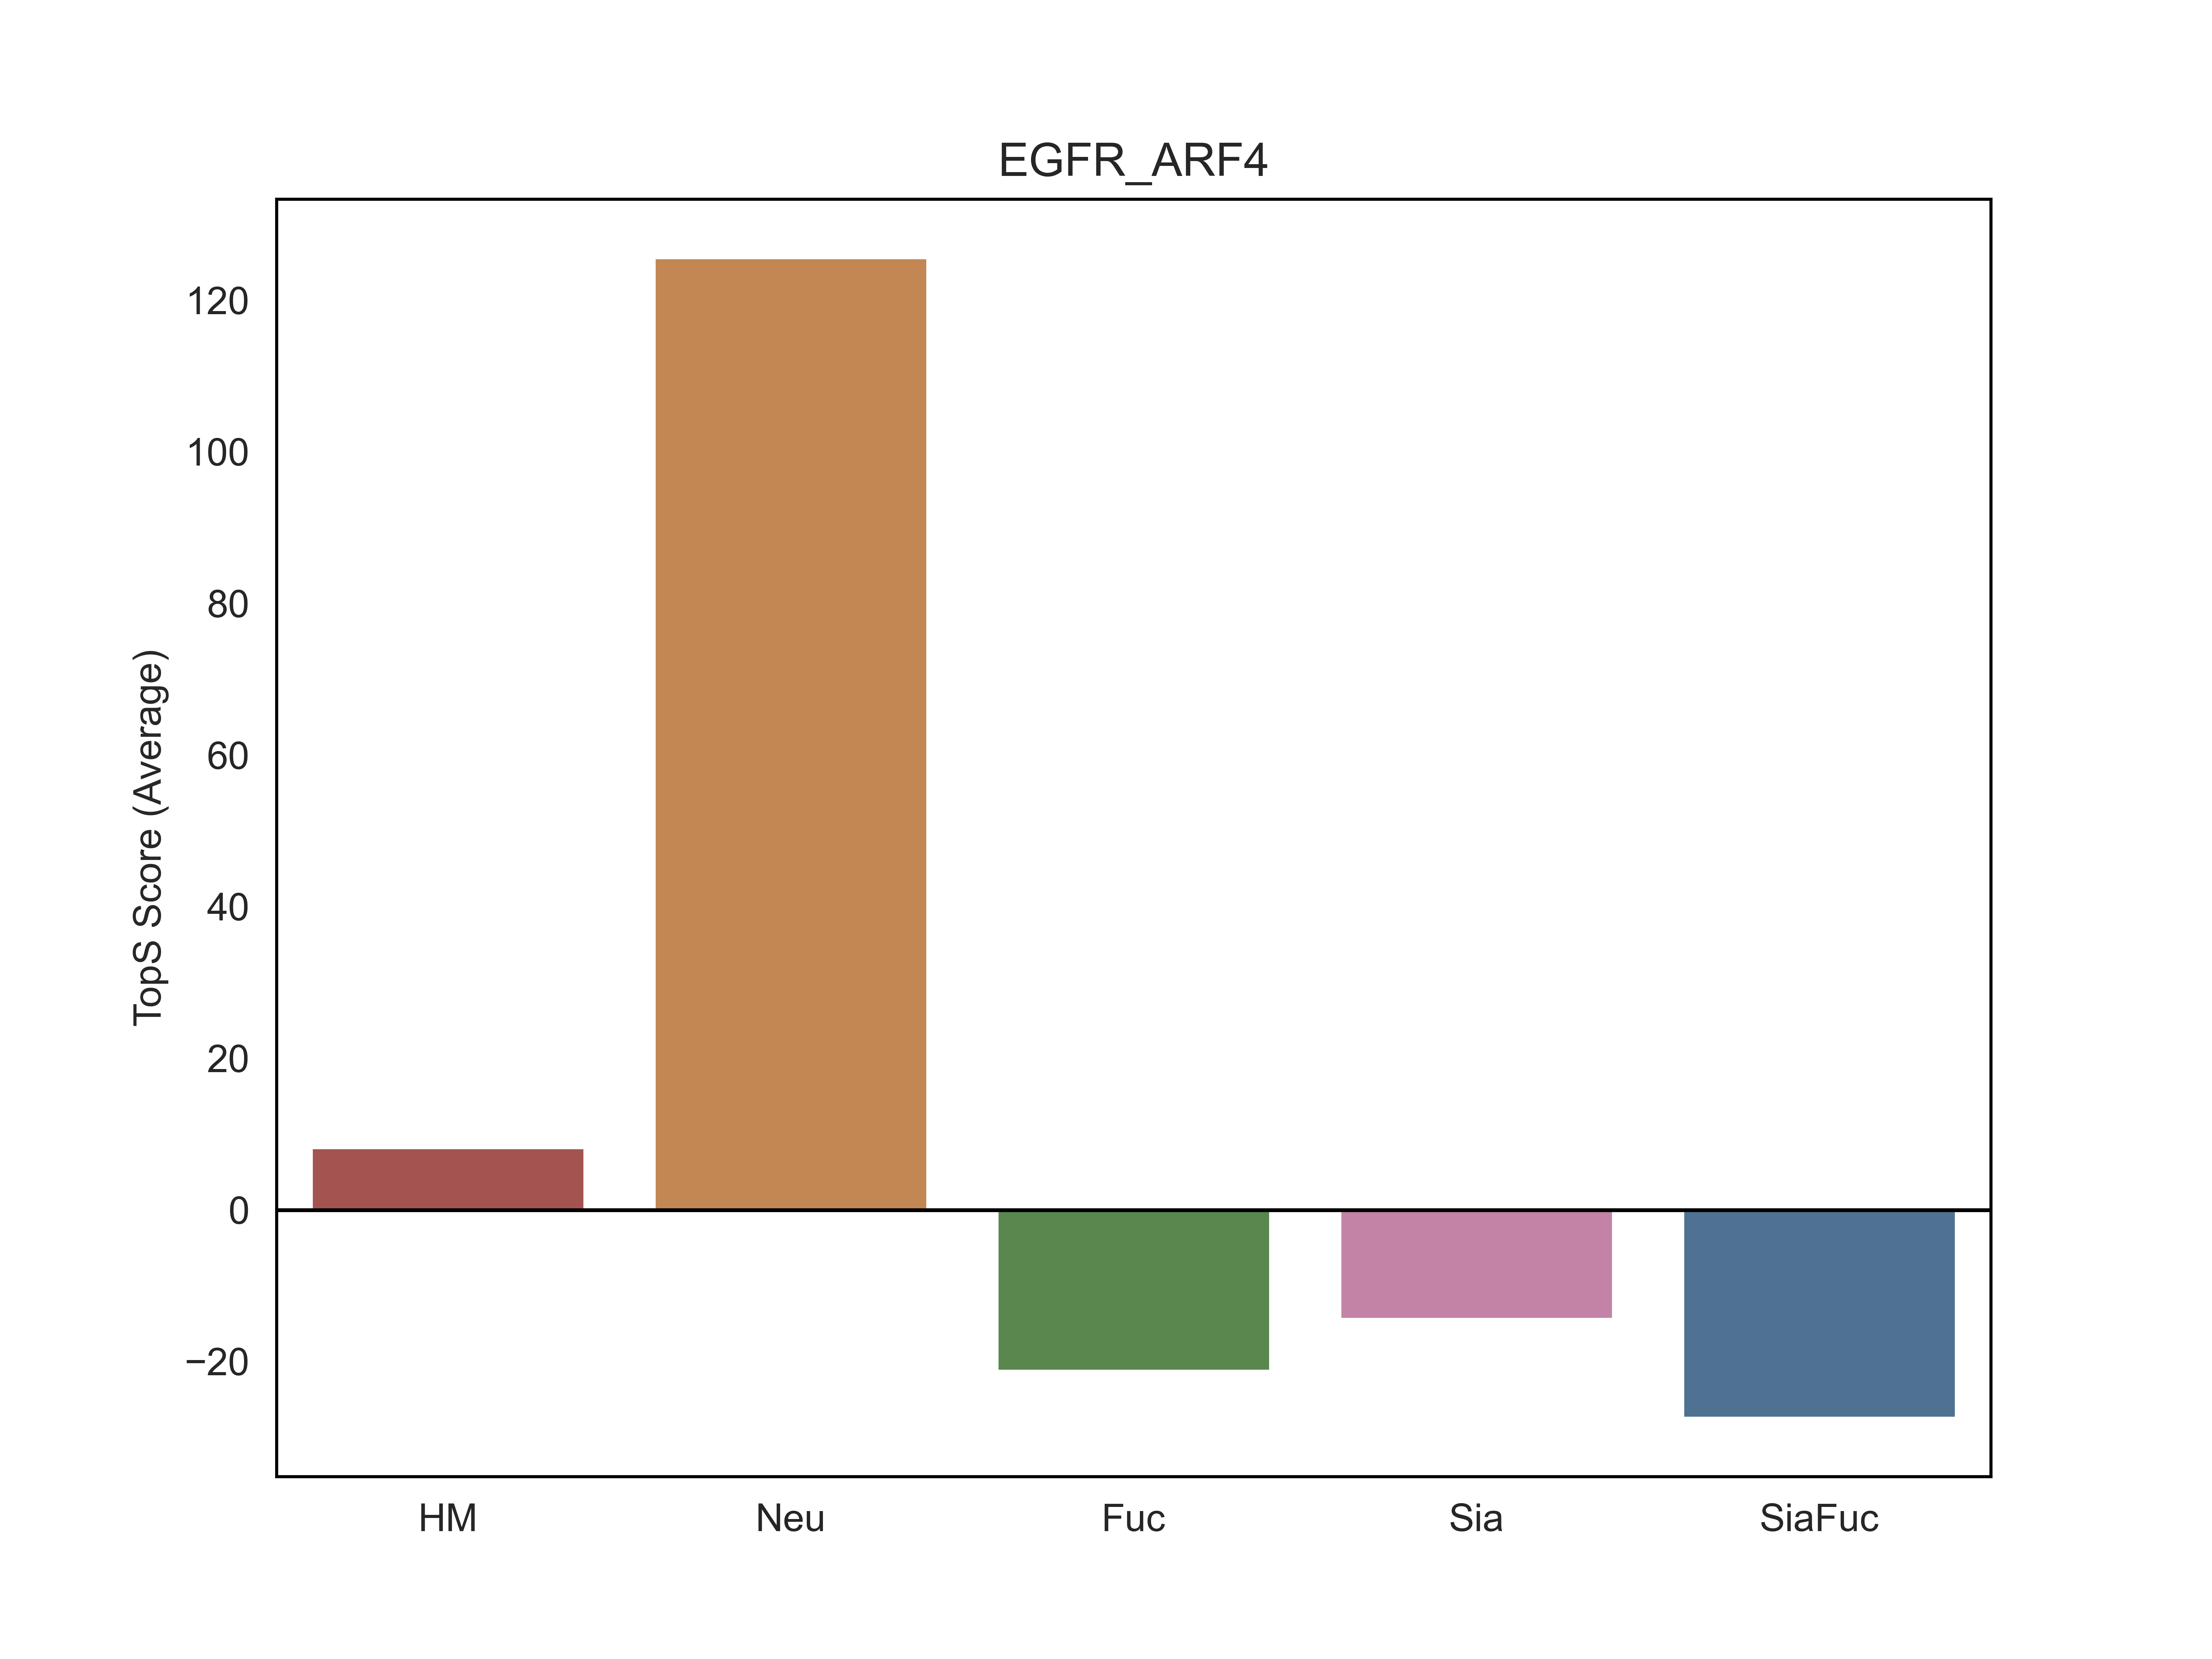 EGFR_ARF4
TopS Score (Average)
120
100
80
60
40
20
0
−20
HM
Neu
Fuc
Sia
SiaFuc